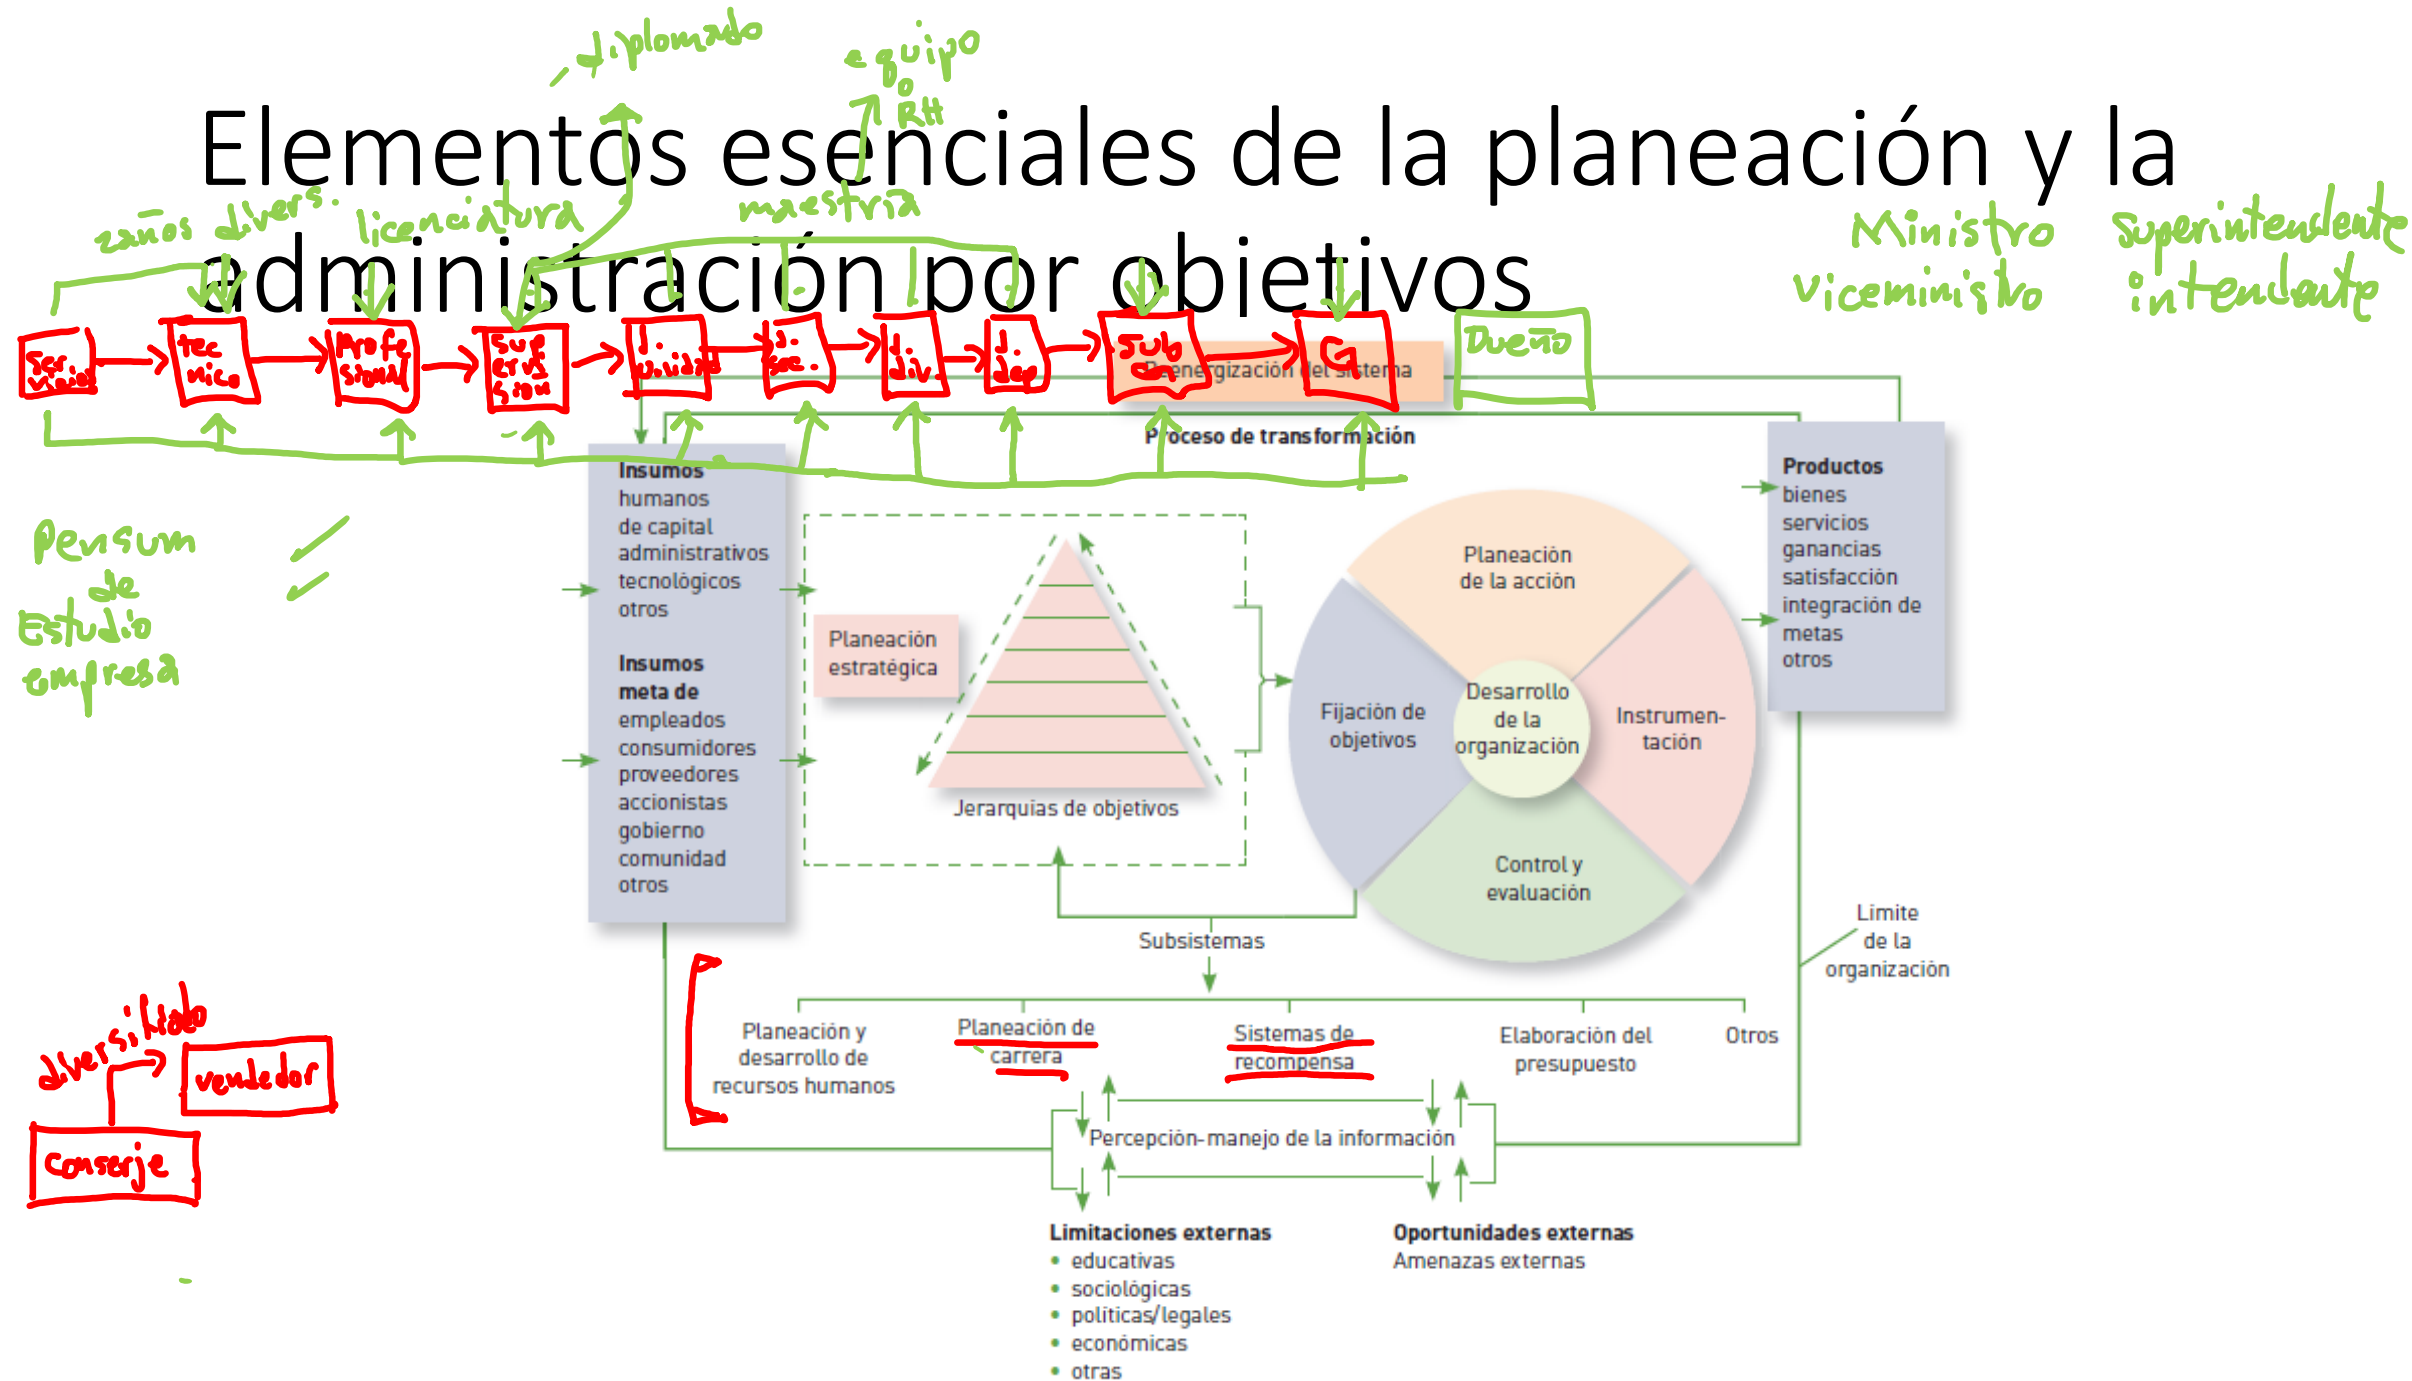 diplomado
equipo
o
RH
Elementos esenciales de la planeación y la
administración por objetivos
2años divers.
licenciatura
maestría
Ministro
viceministro
superintendente
intendente
tec
nico
profe
sional
sup
ervi
sion
J.
unidad
J.
sec.
J.
div.
J.
dep
Sub
G
G
Dueño
Reenergización del sistema
Proceso de transformación
Insumos
humanos
de capital
administrativos
tecnológicos
otros
Insumos
meta de
empleados
consumidores
proveedores
accionistas
gobierno
comunidad
otros
Pensum
de
Estudio
empresa
Planeación
estratégica
Jerarquías de objetivos
Planeación
de la acción
Fijación de
objetivos
Desarrollo
de la
organización
Instrumen-
tación
Control y
evaluación
Productos
bienes
servicios
ganancias
satisfacción
integración de
metas
otros
Límite
de la
organización
Subsistemas
Planeación y
desarrollo de
recursos humanos
Planeación de
carrera
Sistemas de
recompensa
Elaboración del
presupuesto
Otros
vendedor
conserje
Percepción-manejo de la información
Limitaciones externas
• educativas
• sociológicas
• políticas/legales
• económicas
• otras
Oportunidades externas
Amenazas externas